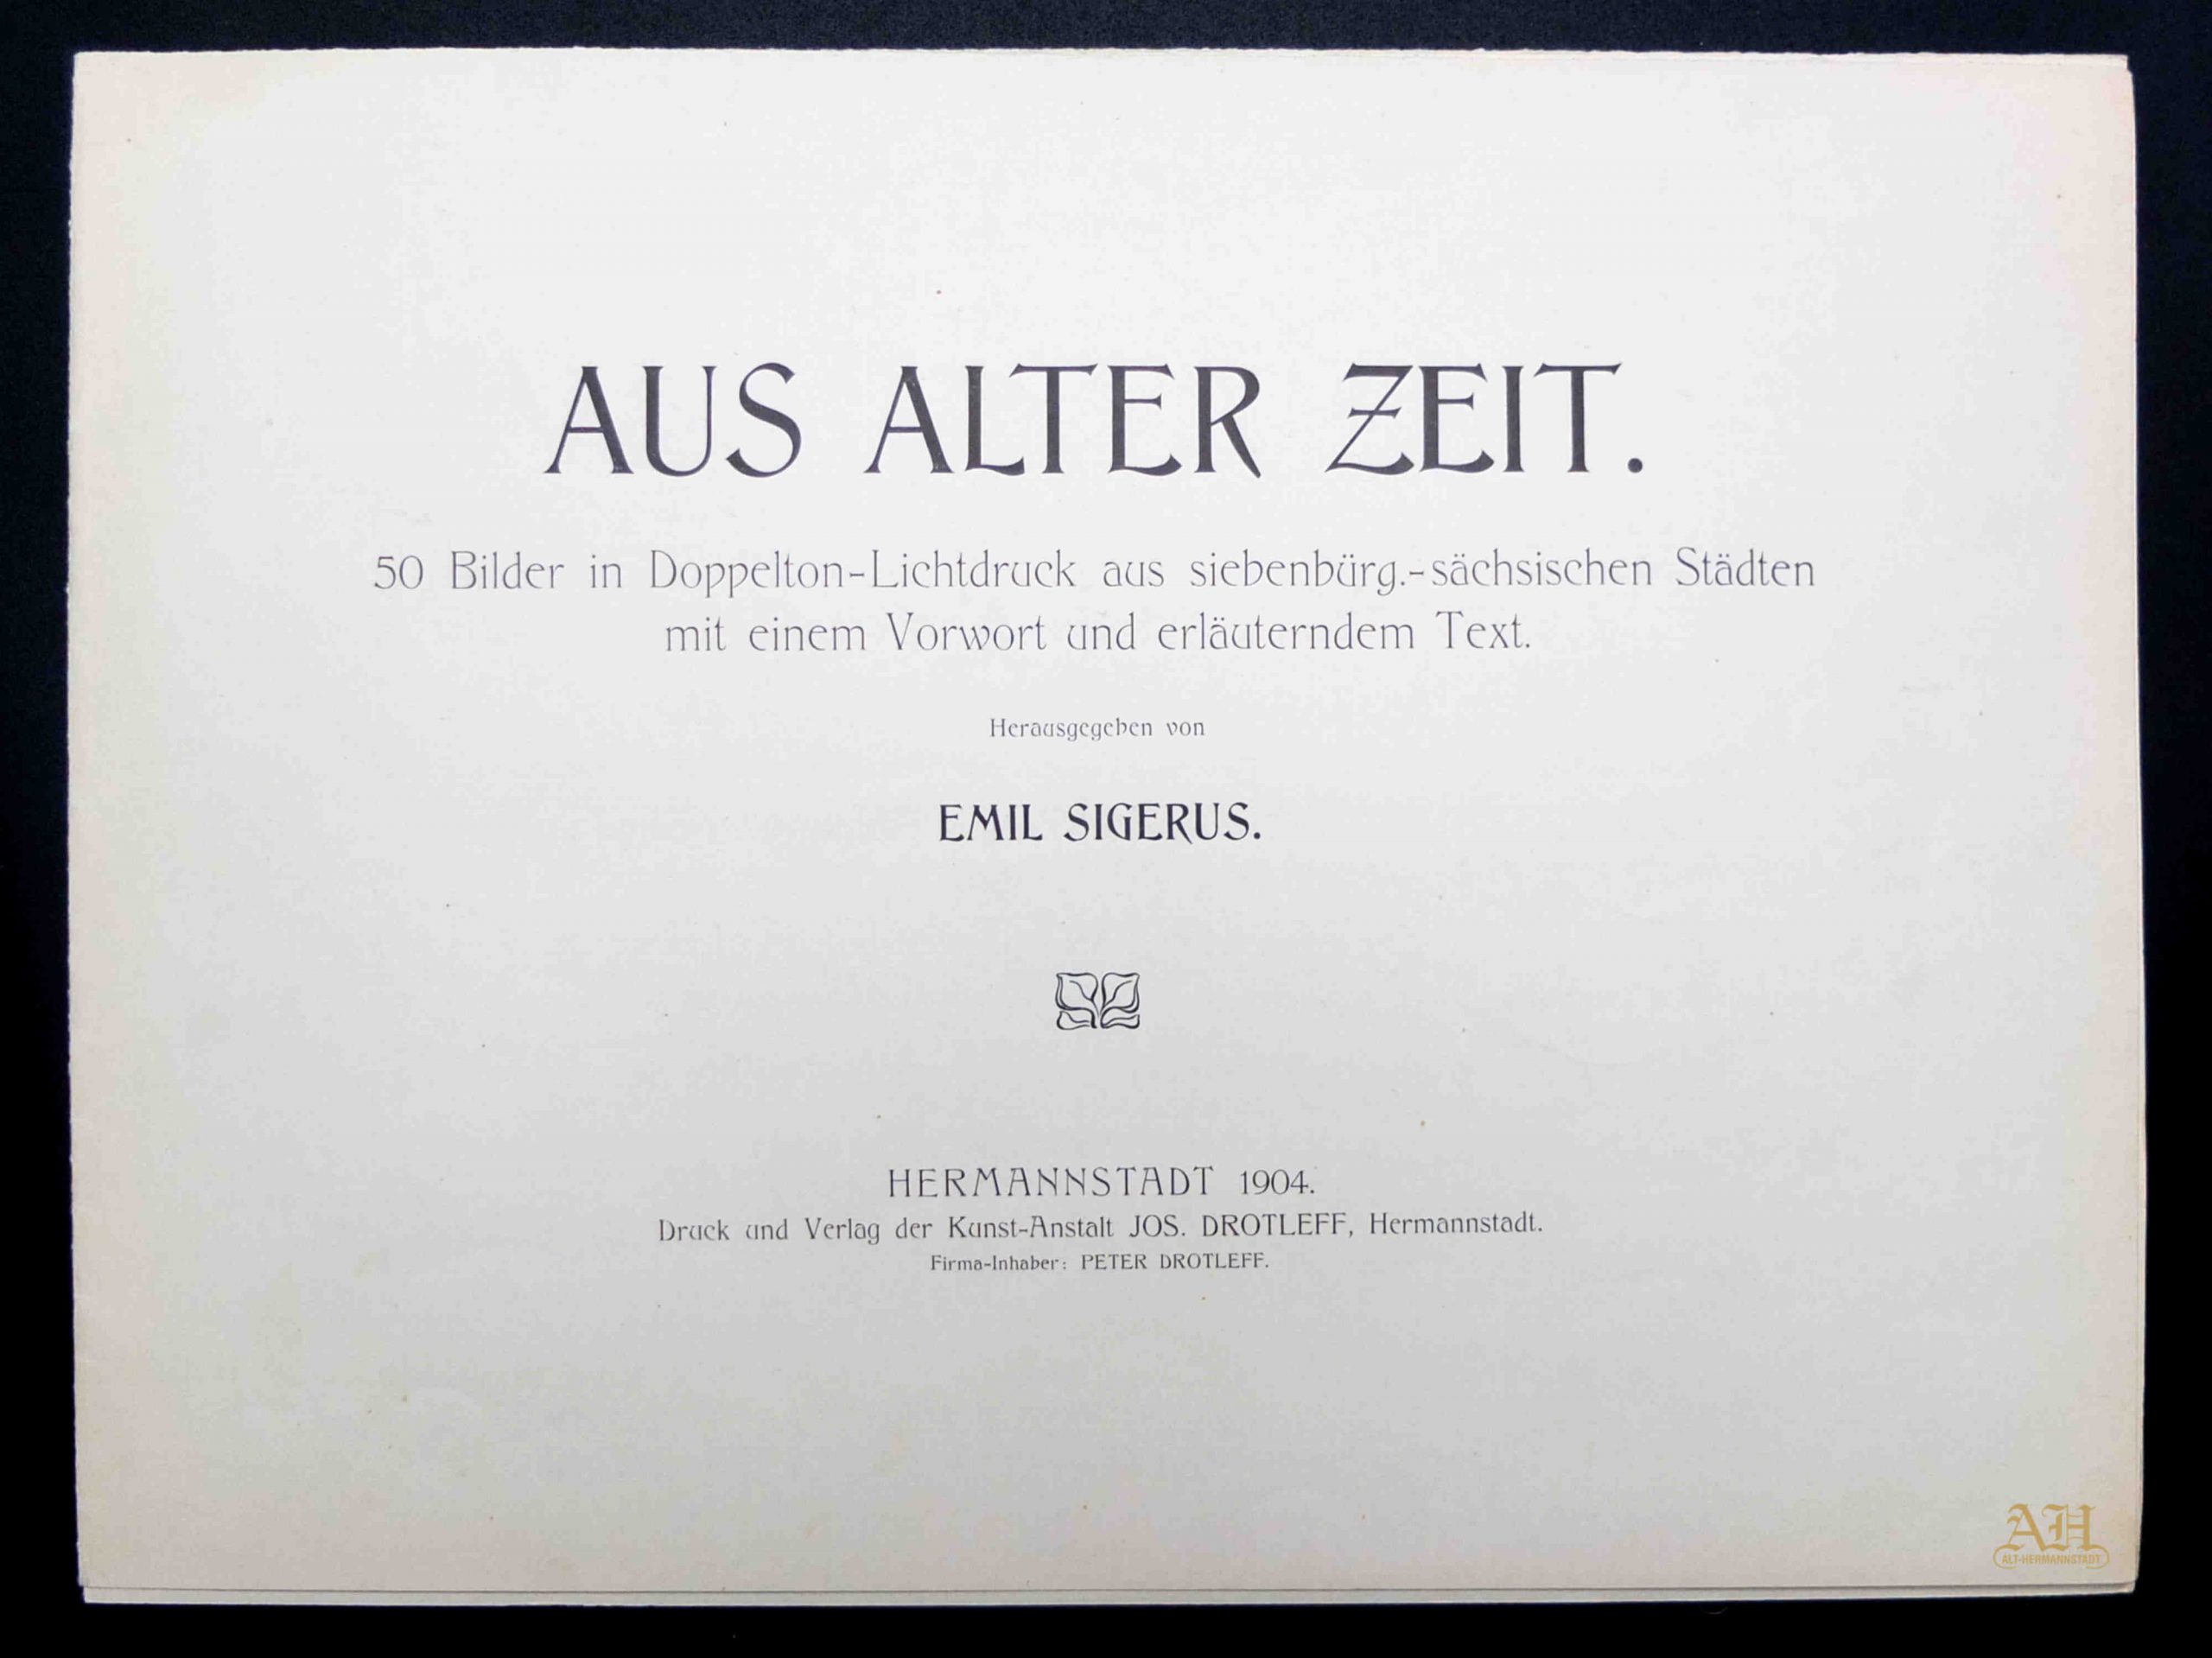 AUS ALTER ZEIT.
50 Bilder in Doppelton-Lichtdruck aus siebenbürg.-sächsischen Städten
mit einem Vorwort und erläuterndem Text.
Herausgegeben von
EMIL SIGERUS.
HERMANNSTADT 1904.
Druck und Verlag der Kunst-Anstalt JOS. DROTLEFF, Hermannstadt.
Firma-Inhaber: PETER DROTLEFF.
AH
ALT-HERMANNSTADT